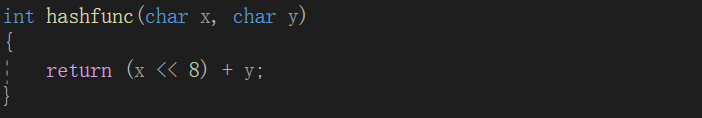 int hashfunc(char x, char y)
{
    return (x << 8) + y;
}